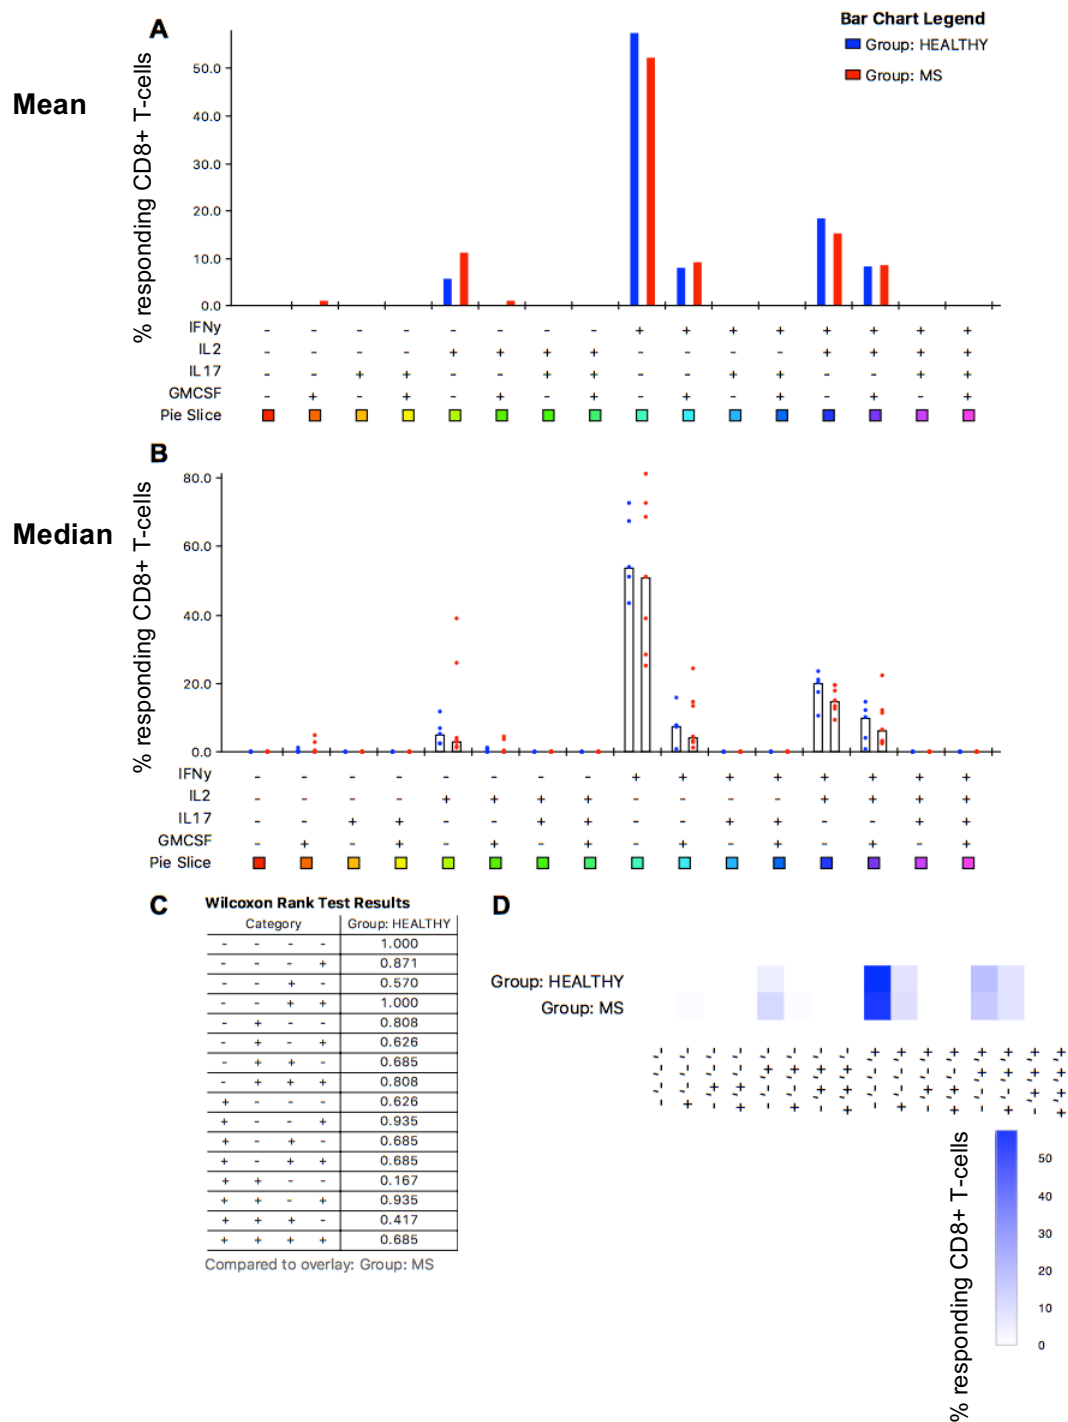 A
Bar Chart Legend
Group: HEALTHY
Group: MS
Mean
% responding CD8+ T-cells
50.0
40.0
30.0
20.0
10.0
0.0
IFNy - - - - - - - - + + + + + + + +
IL2 - - - - + + + + - - - - + + + +
IL17 - - + + - - + + - - + + - - + +
GMCSF - + - + - + - + - + - + - + - +
Pie Slice
B
Median
% responding CD8+ T-cells
80.0
60.0
40.0
20.0
0.0
IFNy - - - - - - - - + + + + + + + +
IL2 - - - - + + + + - - - - + + + +
IL17 - - + + - - + + - - + + - - + +
GMCSF - + - + - + - + - + - + - + - +
Pie Slice
C
Wilcoxon Rank Test Results
Category Group: HEALTHY
- - - - 1.000
- - - + 0.871
- - + - 0.570
- - + + 1.000
- + - - 0.808
- + - + 0.626
- + + - 0.685
- + + + 0.808
+ - - - 0.626
+ - - + 0.935
+ - + - 0.685
+ - + + 0.685
+ + - - 0.167
+ + - + 0.935
+ + + - 0.417
+ + + + 0.685
Compared to overlay: Group: MS
D
Group: HEALTHY
Group: MS
-,-,-,-
-,-,-,+
-,-,+,-
-,-,+,+
-,+,-,-
-,+,-,+
-,+,+,-
-,+,+,+
+,-,-,-
+,-,-,+
+,-,+,-
+,-,+,+
+,+,-,-
+,+,-,+
+,+,+,-
+,+,+,+
% responding CD8+ T-cells
50
40
30
20
10
0